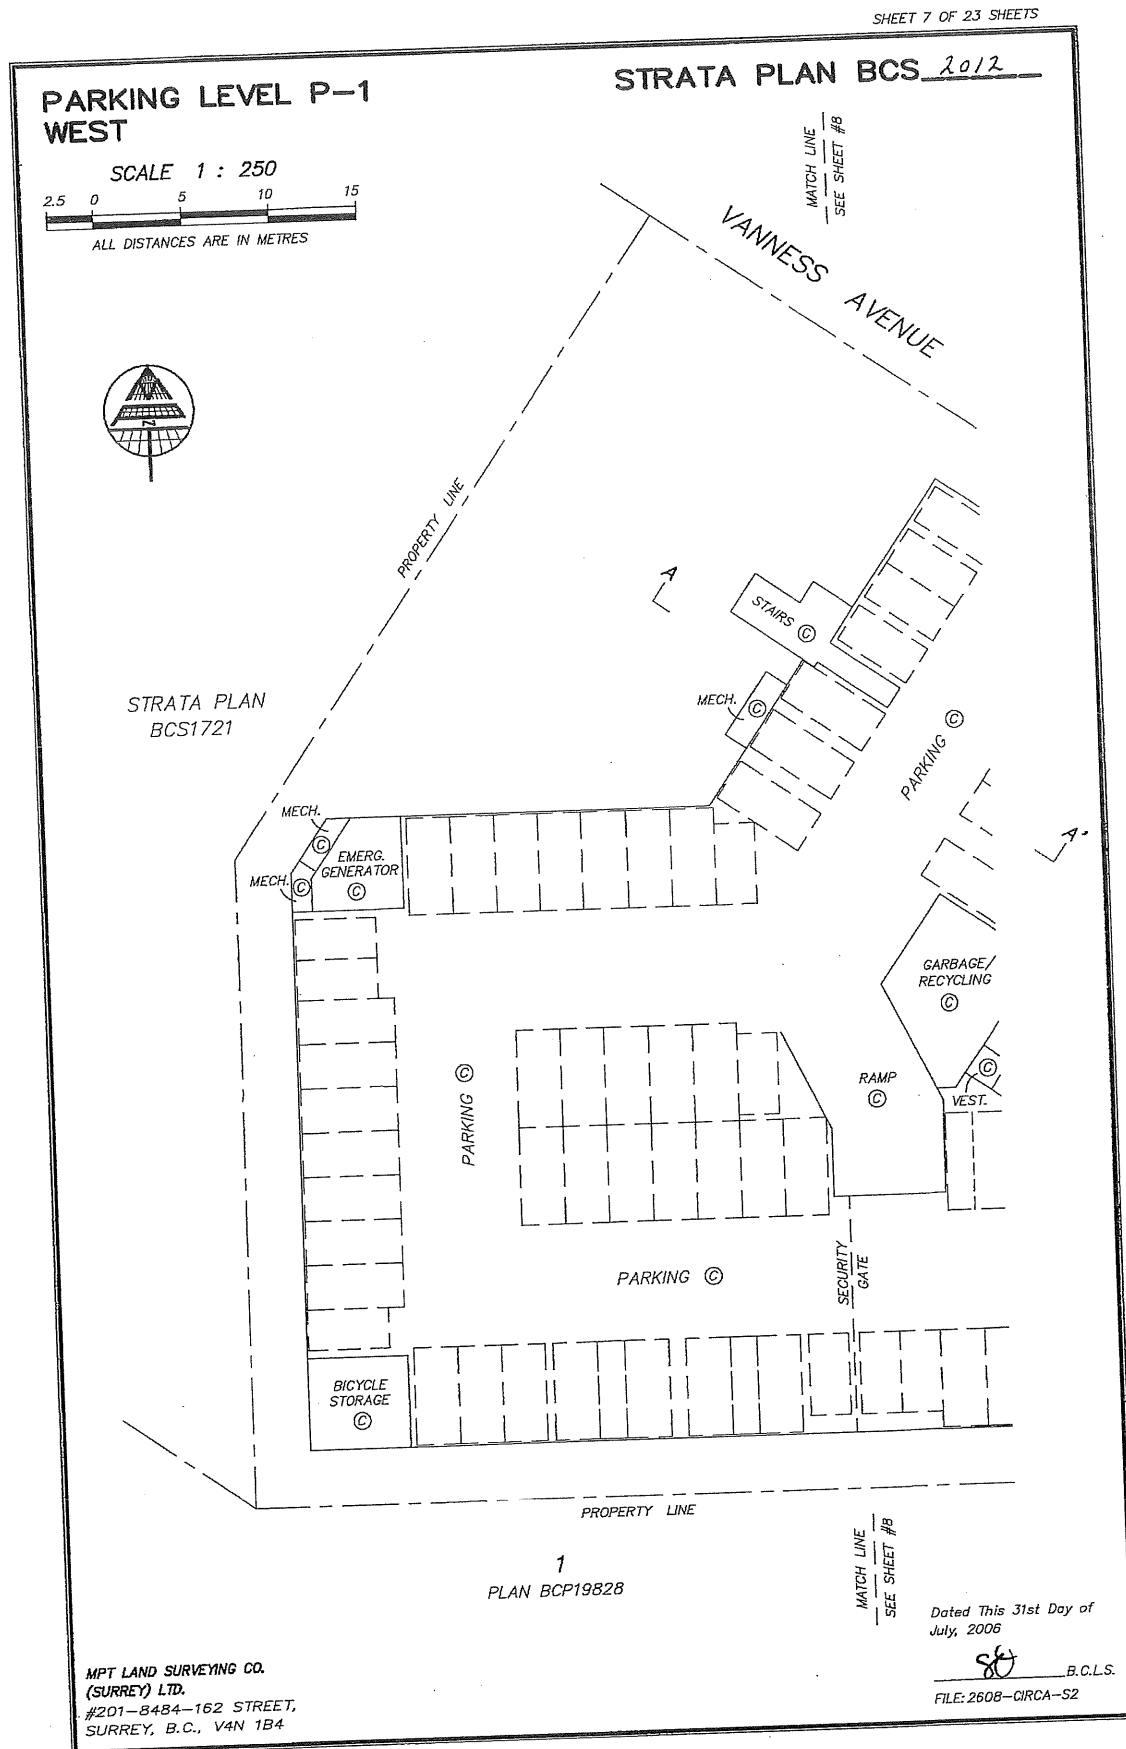 SHEET 7 OF 23 SHEETS
PARKING LEVEL P-1
WEST
STRATA PLAN BCS 2012
SCALE 1 : 250
2.5 0 5 10 15
ALL DISTANCES ARE IN METRES
MATCH LINE
SEE SHEET #8
VANNESS AVENUE
N
PROPERTY LINE
A
STAIRS C
MECH.
C
STRATA PLAN
BCS1721
PARKING C
A
MECH.
C
EMERG.
GENERATOR
C
MECH.
C
GARBAGE/
RECYCLING
C
PARKING C
RAMP
C
C
VEST.
PARKING C
SECURITY
GATE
BICYCLE
STORAGE
C
PROPERTY LINE
1
PLAN BCP19828
MATCH LINE
SEE SHEET #8
Dated This 31st Day of
July, 2006
B.C.L.S.
FILE: 2608-CIRCA-S2
MPT LAND SURVEYING CO.
(SURREY) LTD.
#201-8484-162 STREET,
SURREY, B.C., V4N 1B4